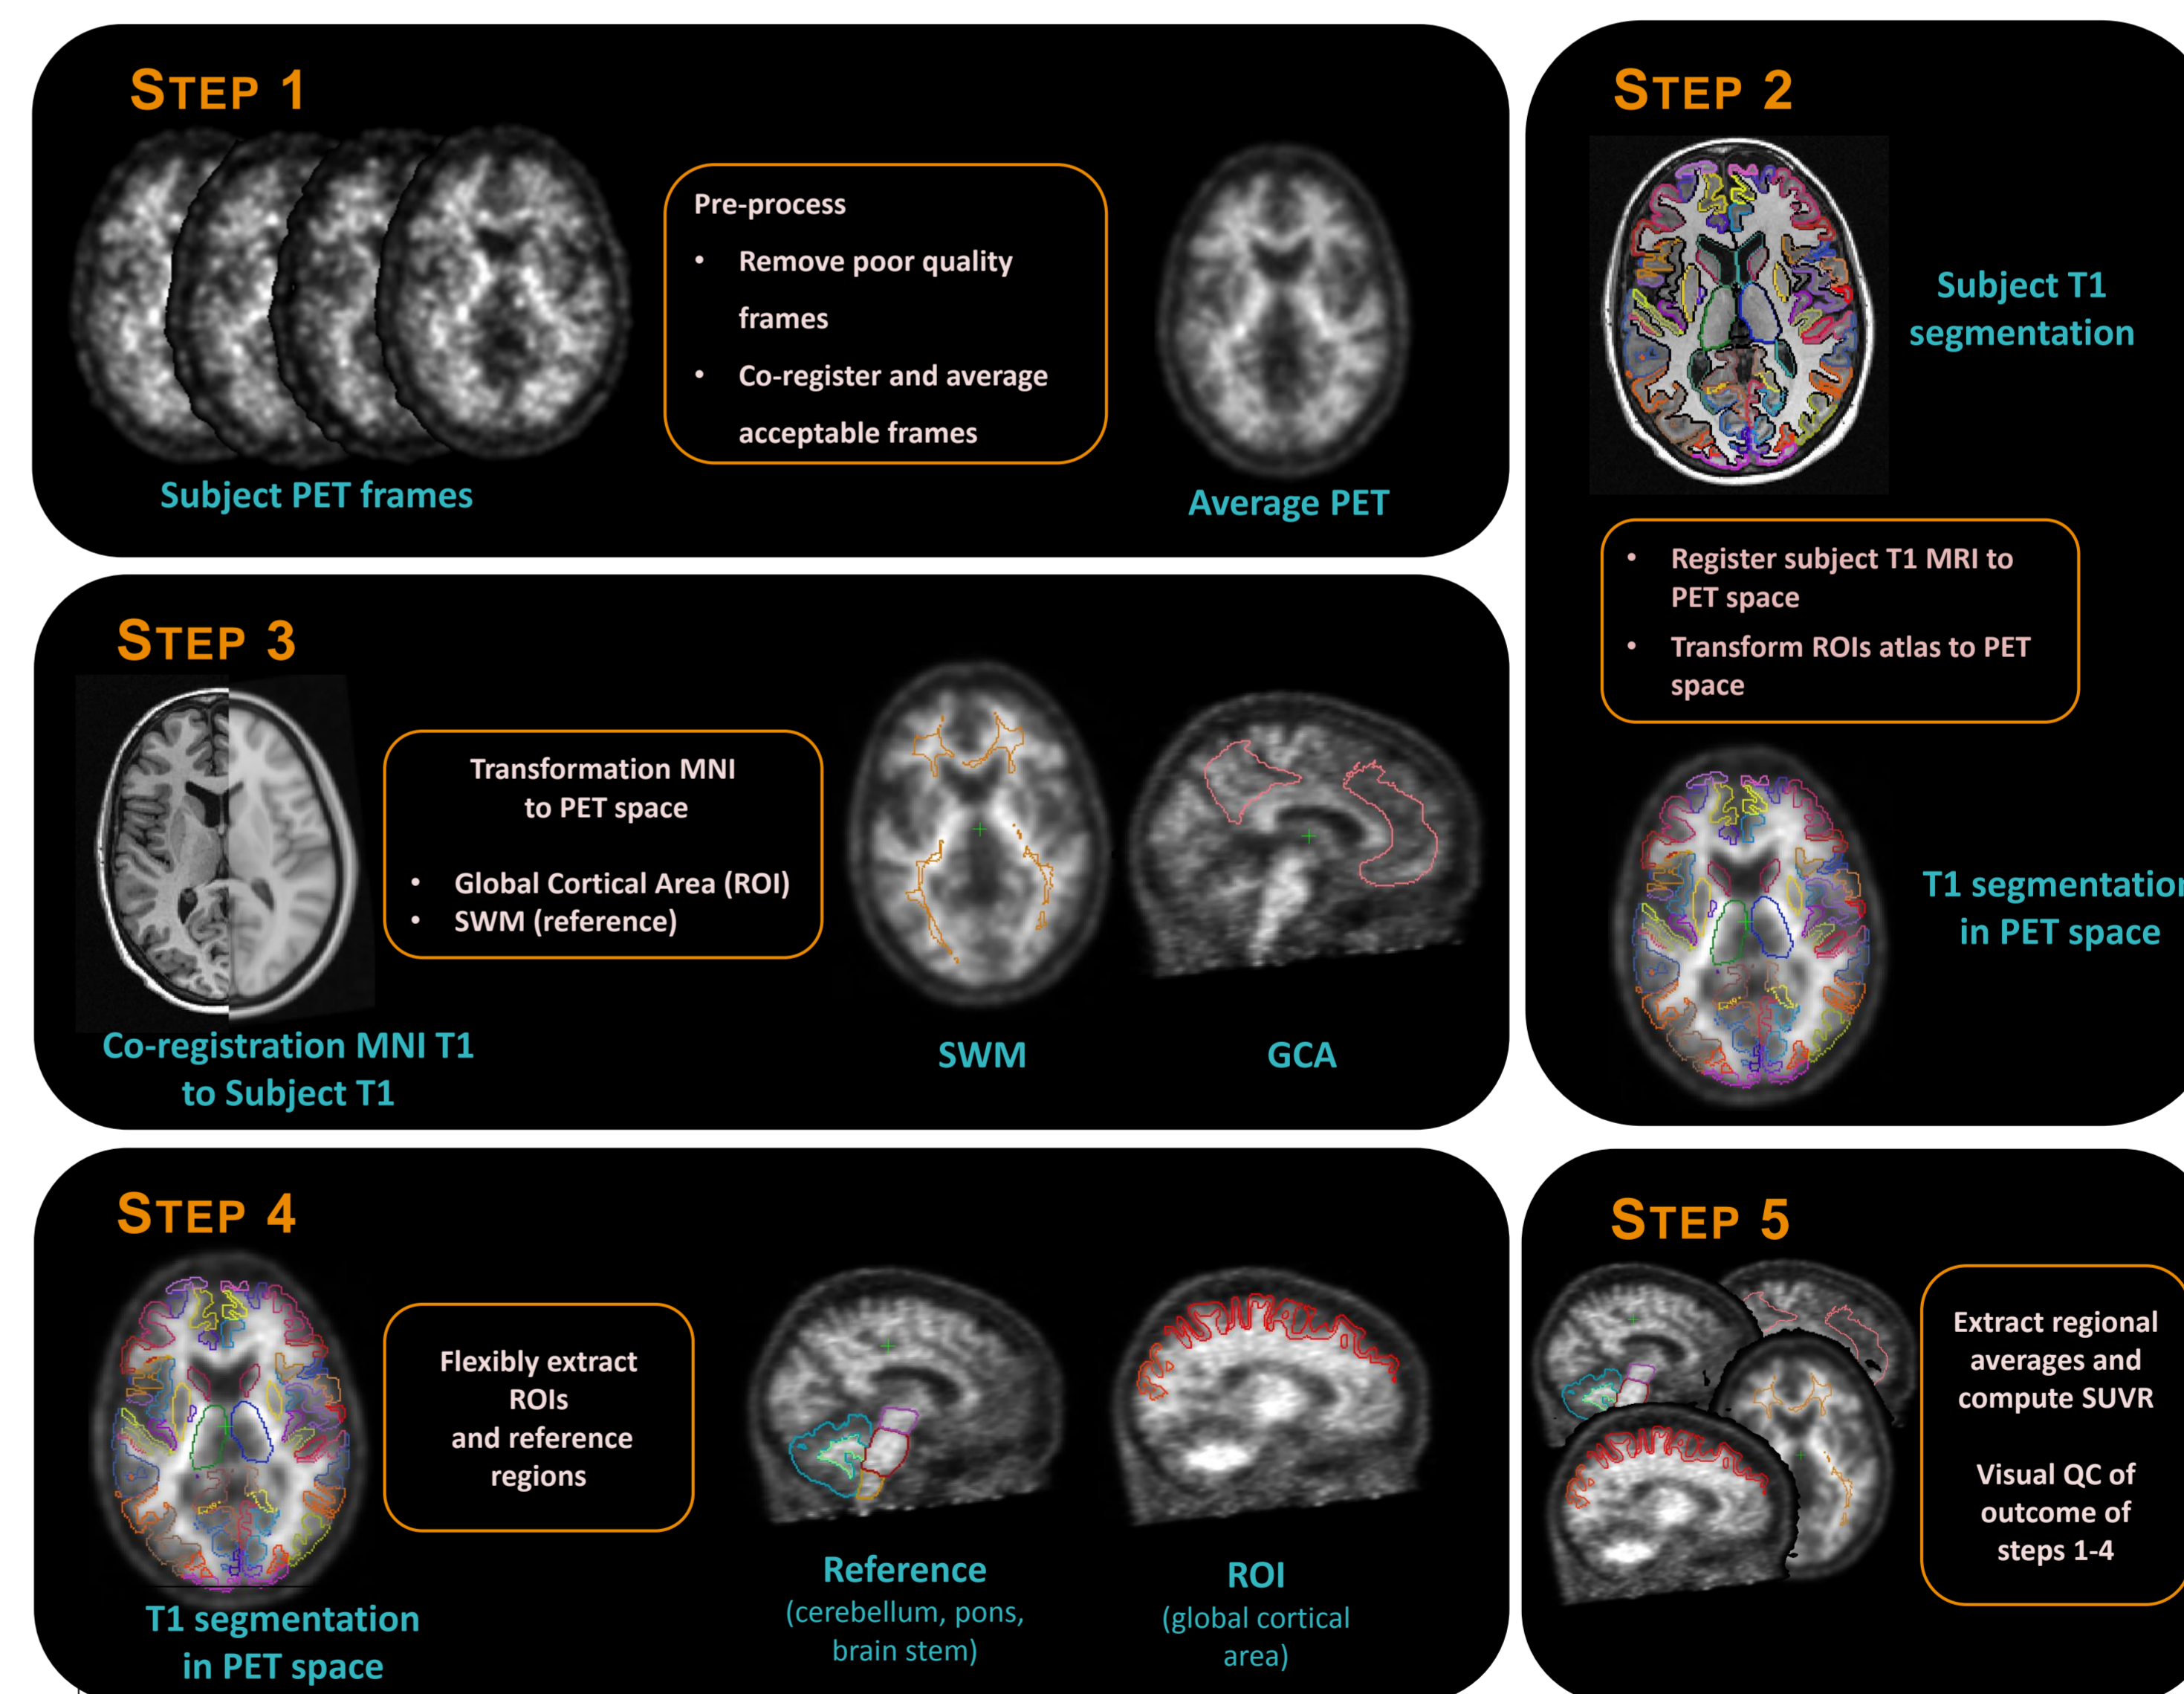 STEP 1
Pre-process
• Remove poor quality
frames
• Co-register and average
acceptable frames
Subject PET frames
Average PET
STEP 2
Subject T1
segmentation
• Register subject T1 MRI to
PET space
• Transform ROIs atlas to PET
space
T1 segmentation
in PET space
STEP 3
Transformation MNI
to PET space
• Global Cortical Area (ROI)
• SWM (reference)
Co-registration MNI T1
to Subject T1
SWM
GCA
STEP 4
Flexibly extract
ROIs
and reference
regions
T1 segmentation
in PET space
Reference
(cerebellum, pons,
brain stem)
ROI
(global cortical
area)
STEP 5
Extract regional
averages and
compute SUVR
Visual QC of
outcome of
steps 1-4